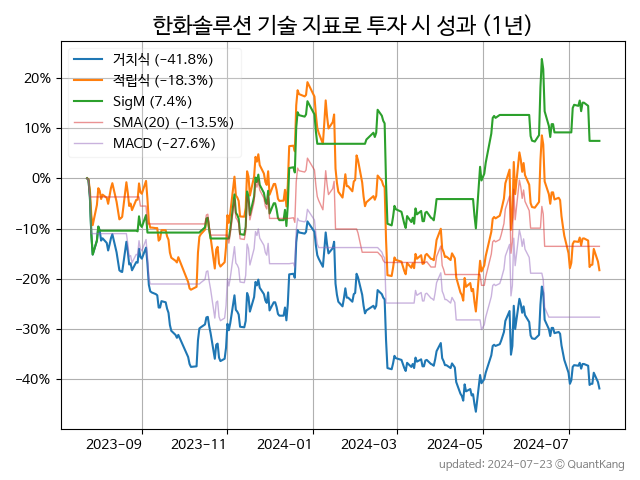 한화솔루션 기술 지표로 투자 시 성과 (1년)
거치식 (−41.8%)
적립식 (−18.3%)
SigM (7.4%)
SMA(20) (−13.5%)
MACD (−27.6%)
20%
10%
0%
−10%
−20%
−30%
−40%
2023-09 2023-11 2024-01 2024-03 2024-05 2024-07
updated: 2024-07-23 © QuantKang